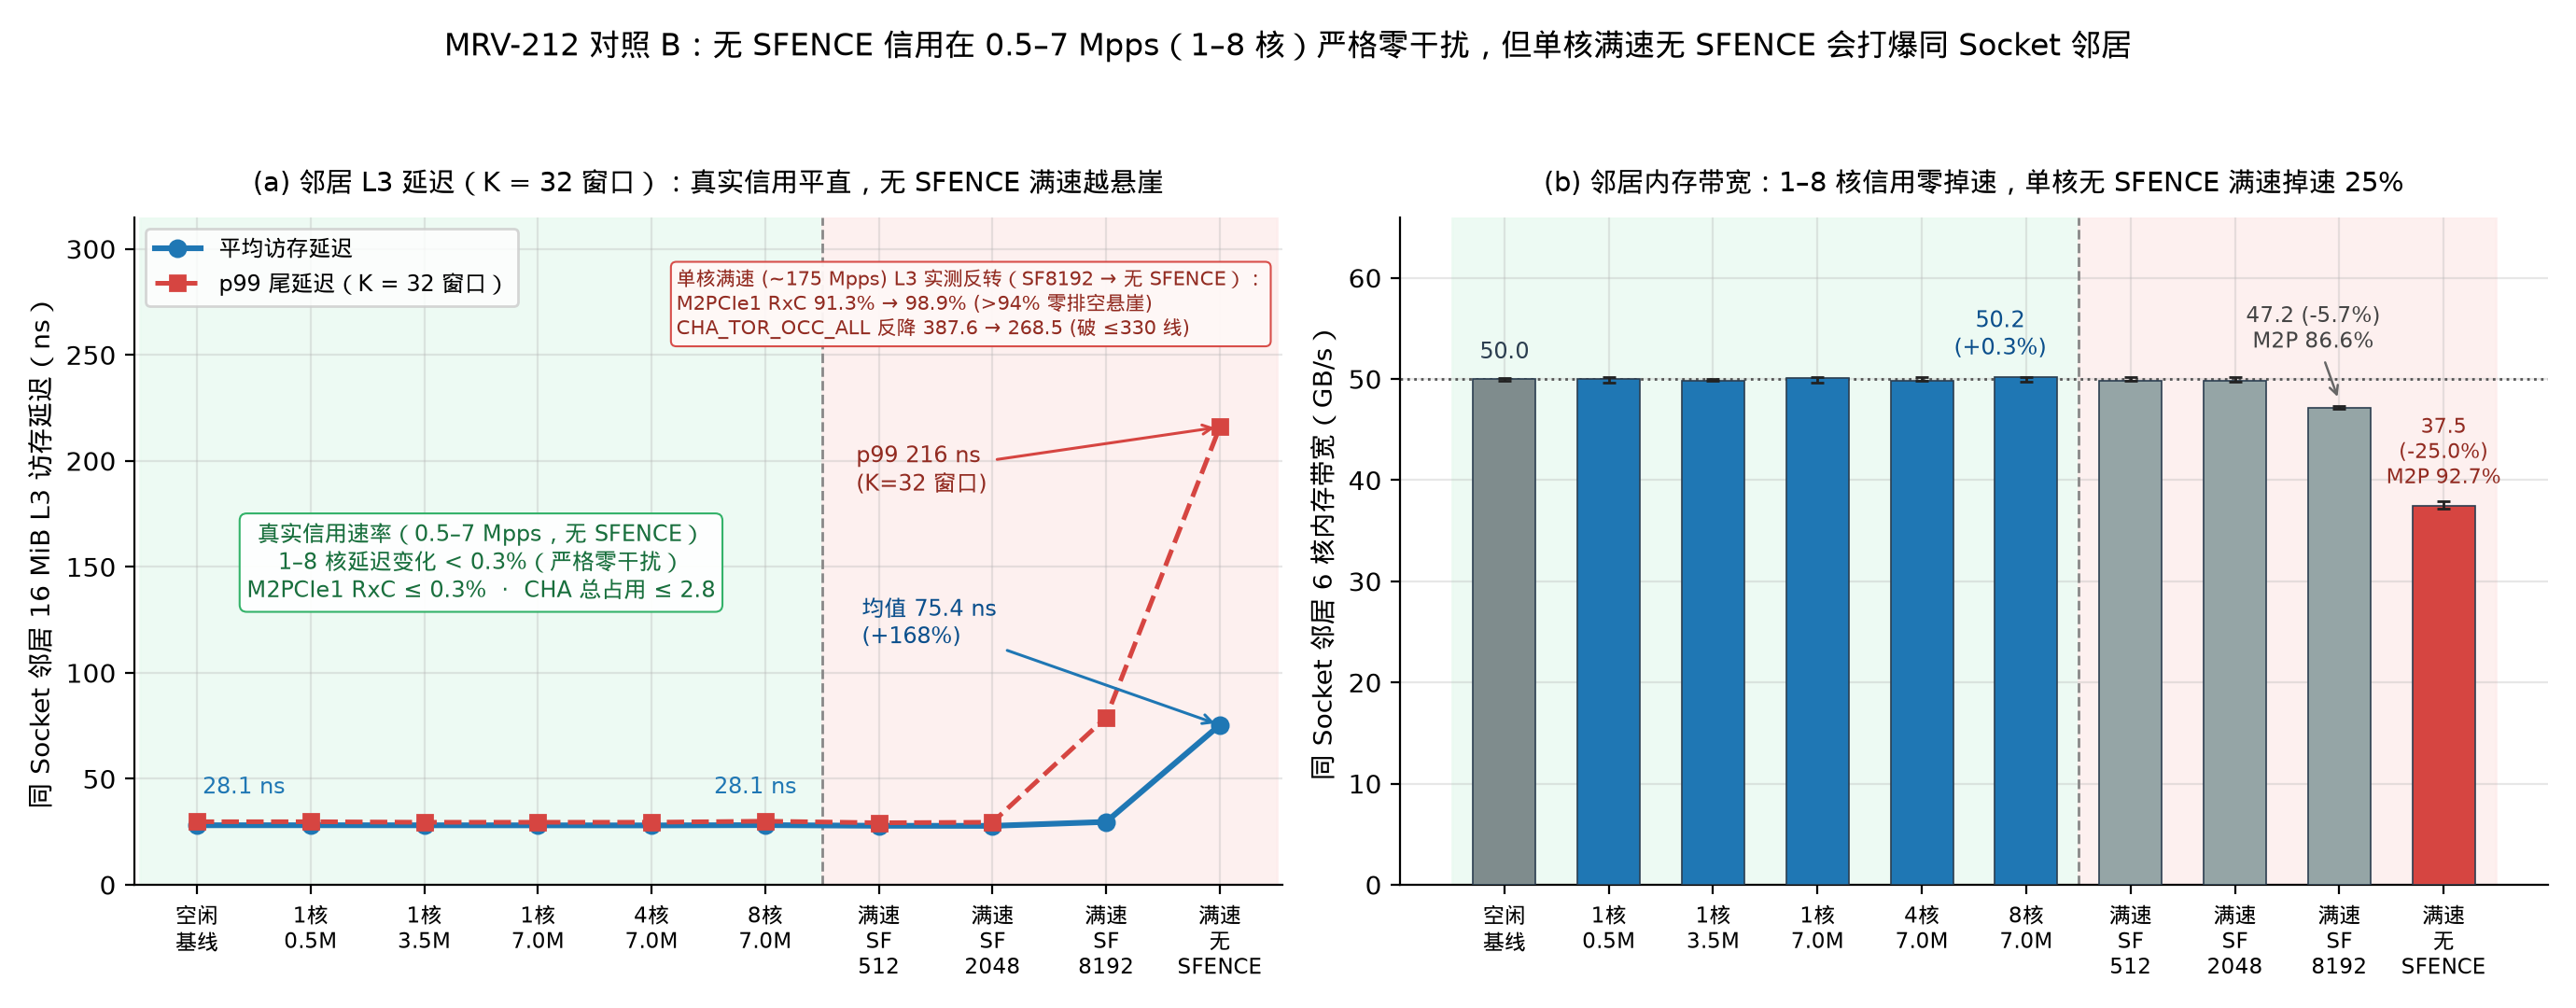 MRV-212 对照 B：无 SFENCE 信用在 0.5–7 Mpps（1–8 核）严格零干扰，但单核满速无 SFENCE 会打爆同 Socket 邻居
(a) 邻居 L3 延迟（K = 32 窗口）：真实信用平直，无 SFENCE 满速越悬崖
同 Socket 邻居 16 MiB L3 访存延迟（ns）
300
250
200
150
100
50
0
平均访存延迟
p99 尾延迟（K = 32 窗口）
单核满速 (~175 Mpps) L3 实测反转（SF8192 → 无 SFENCE）：
M2PCIe1 RxC 91.3% → 98.9% (>94% 零排空悬崖)
CHA_TOR_OCC_ALL 反降 387.6 → 268.5 (破 ≤330 线)
p99 216 ns
(K=32 窗口)
真实信用速率（0.5–7 Mpps，无 SFENCE）
1–8 核延迟变化 < 0.3%（严格零干扰）
M2PCIe1 RxC ≤ 0.3% · CHA 总占用 ≤ 2.8
均值 75.4 ns
(+168%)
28.1 ns
28.1 ns
空闲
基线
1核
0.5M
1核
3.5M
1核
7.0M
4核
7.0M
8核
7.0M
满速
SF
512
满速
SF
2048
满速
SF
8192
满速
无
SFENCE
(b) 邻居内存带宽：1–8 核信用零掉速，单核无 SFENCE 满速掉速 25%
同 Socket 邻居 6 核内存带宽（GB/s）
60
50
40
30
20
10
0
50.0
50.2
(+0.3%)
47.2 (-5.7%)
M2P 86.6%
37.5
(-25.0%)
M2P 92.7%
空闲
基线
1核
0.5M
1核
3.5M
1核
7.0M
4核
7.0M
8核
7.0M
满速
SF
512
满速
SF
2048
满速
SF
8192
满速
无
SFENCE